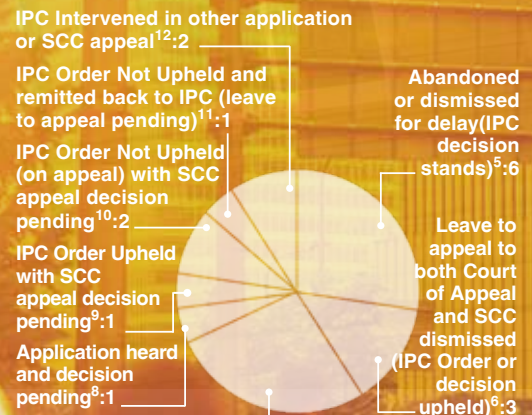 IPC Intervened in other application
or SCC appeal12:2
IPC Order Not Upheld and
remitted back to IPC (leave
to appeal pending)11:1
IPC Order Not Upheld
(on appeal) with SCC
appeal decision
pending10:2
IPC Order Upheld
with SCC
appeal decision
pending9:1
Application heard
and decision
pending8:1
Abandoned
or dismissed
for delay(IPC
decision
stands)5:6
Leave to
appeal to
both Court
of Appeal
and SCC
dismissed
(IPC Order or
decision
upheld)6:3